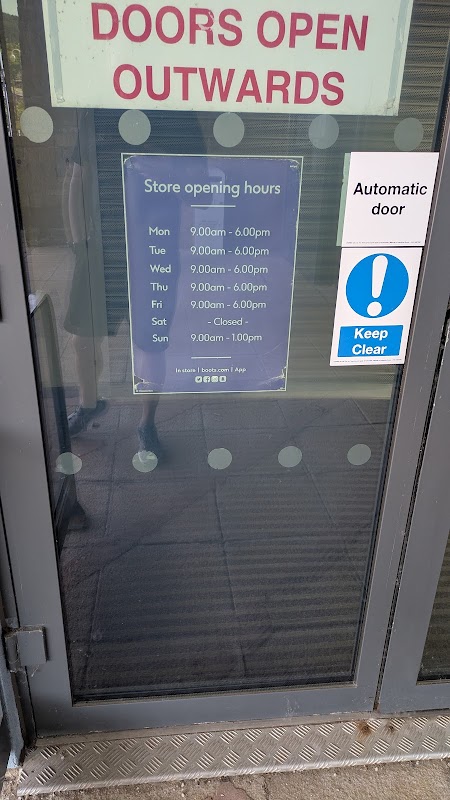 DOORS OPEN
OUTWARDS
Store opening hours
Mon 9.00am - 6.00pm
Tue 9.00am - 6.00pm
Wed 9.00am - 6.00pm
Thu 9.00am - 6.00pm
Fri 9.00am - 6.00pm
Sat - Closed -
Sun 9.00am - 1.00pm
In store | boots.com | App
Automatic
door
Keep
Clear